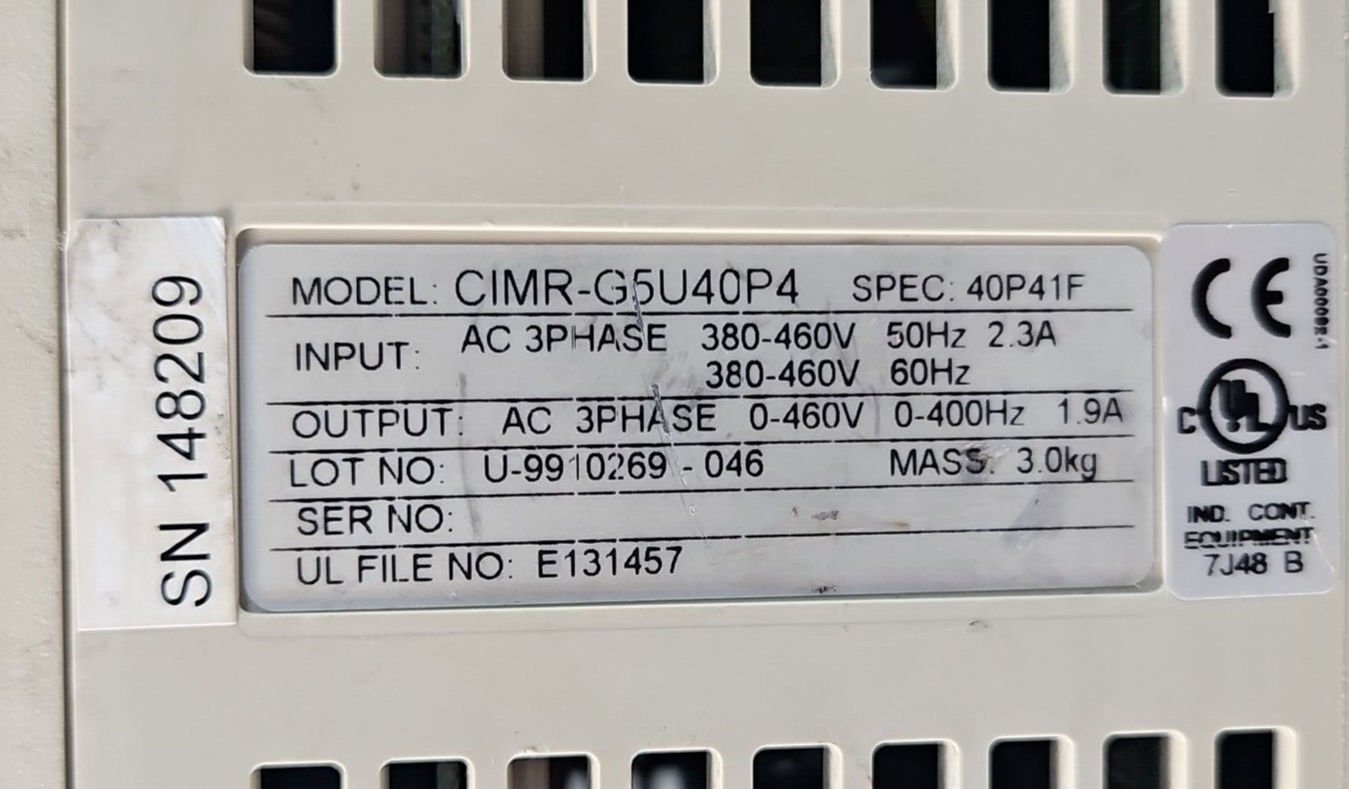 SN 148209
MODEL: CIMR-G5U40P4 SPEC: 40P41F
INPUT: AC 3PHASE 380-460V 50Hz 2.3A
380-460V 60Hz
OUTPUT: AC 3PHASE 0-460V 0-400Hz 1.9A
LOT NO: U-9910269-046 MASS: 3.0kg
SER NO:
UL FILE NO: E131457
CE
C UL US
LISTED
IND. CONT.
EQUIPMENT
7J48 B